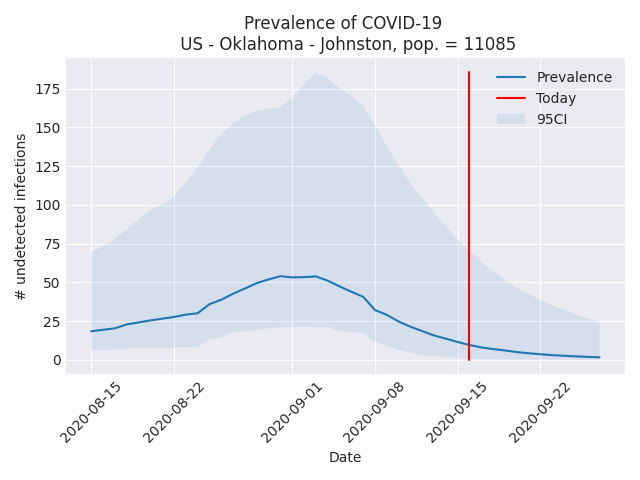 Prevalence of COVID-19
US - Oklahoma - Johnston, pop. = 11085
Prevalence
Today
95CI
# undetected infections
175
150
125
100
75
50
25
0
2020-08-15
2020-08-22
2020-09-01
2020-09-08
2020-09-15
2020-09-22
Date